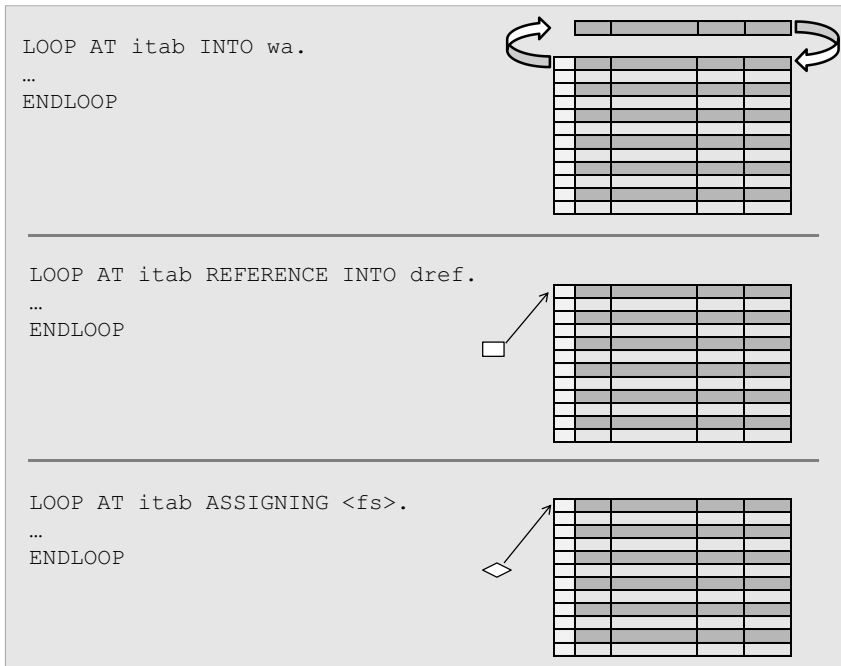 LOOP AT itab INTO wa.
…
ENDLOOP
LOOP AT itab REFERENCE INTO dref.
…
ENDLOOP
LOOP AT itab ASSIGNING <fs>.
…
ENDLOOP